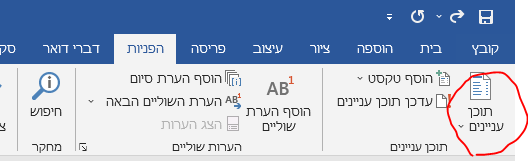 קובץ בית הוספה ציור עיצוב פריסה הפניות דברי דואר
תוכן עניינים
הוסף טקסט
עדכן תוכן עניינים
תוכן עניינים
AB¹
הוסף הערת שוליים
הוסף הערת סיום
הערת השוליים הבאה
הצג הערות
הערות שוליים
חיפוש
מחקר